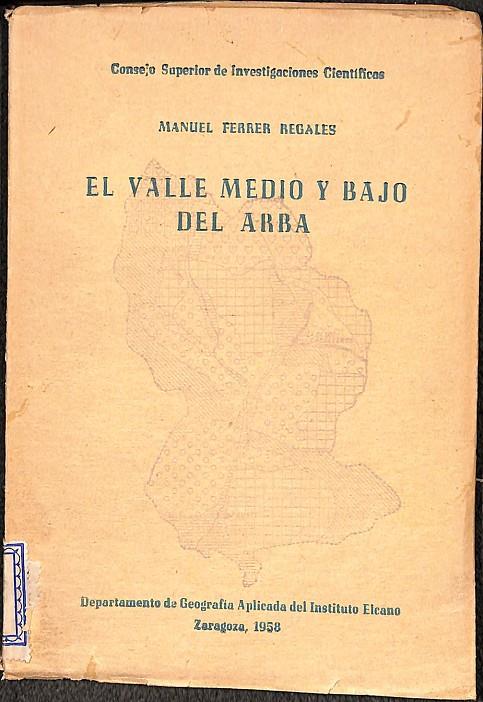 Consejo Superior de Investigaciones Científicas
MANUEL FERRER REGALES
EL VALLE MEDIO Y BAJO
DEL ARBA
Departamento de Geografía Aplicada del Instituto Elcano
Zaragoza, 1958